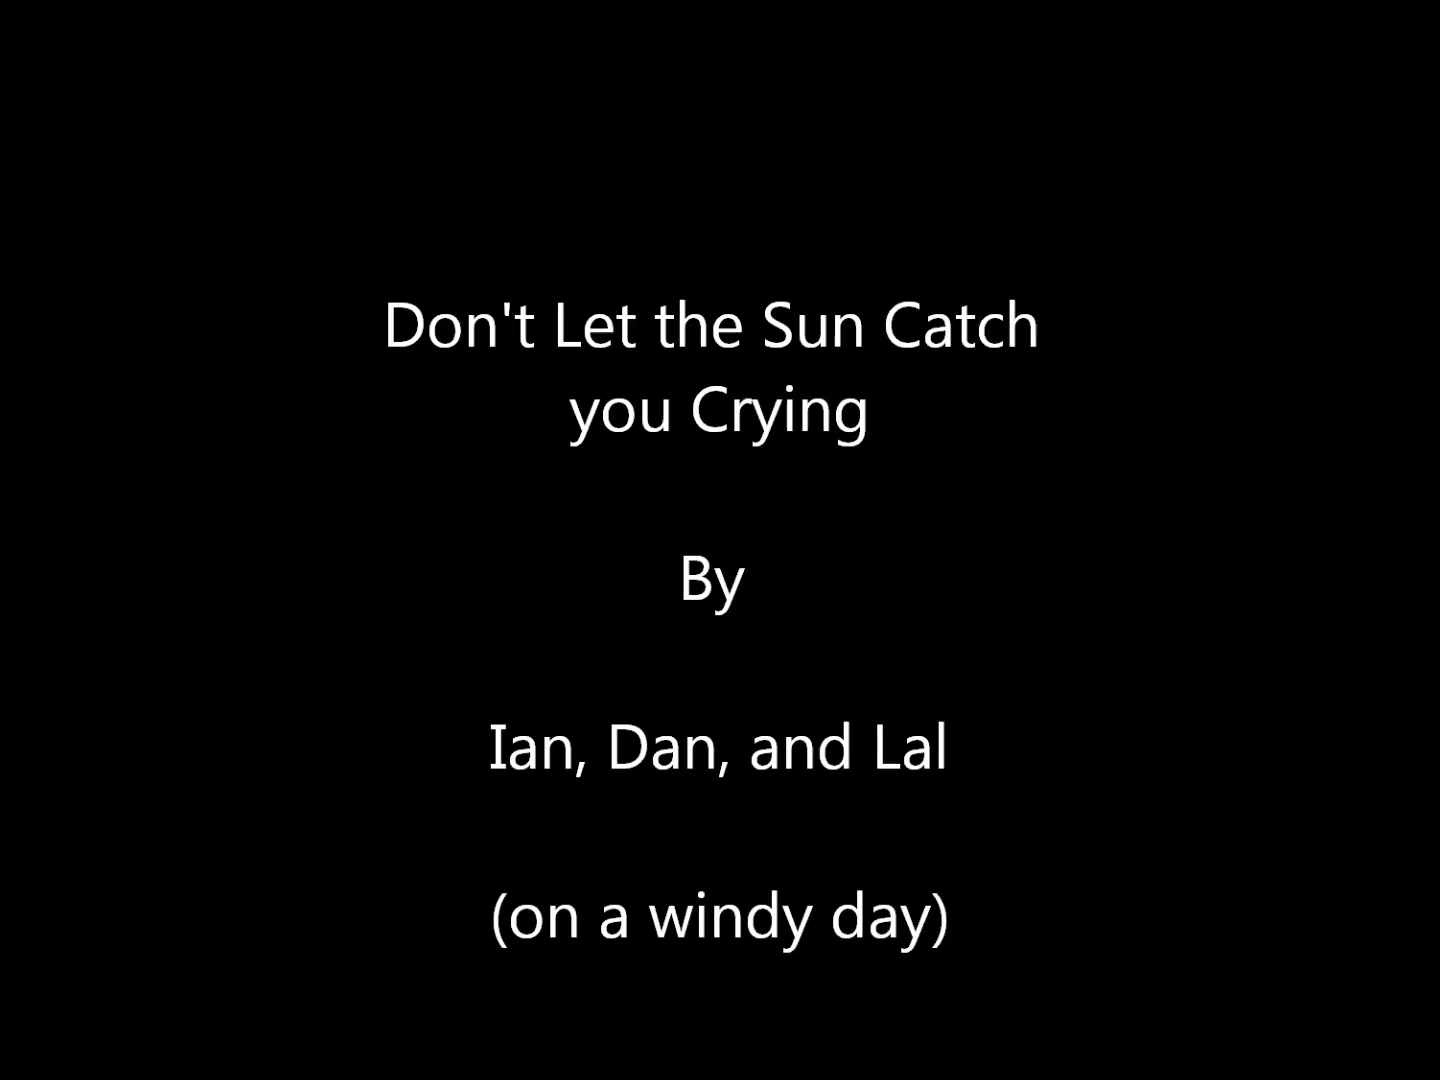 Don't Let the Sun Catch
you Crying
By
Ian, Dan, and Lal
(on a windy day)